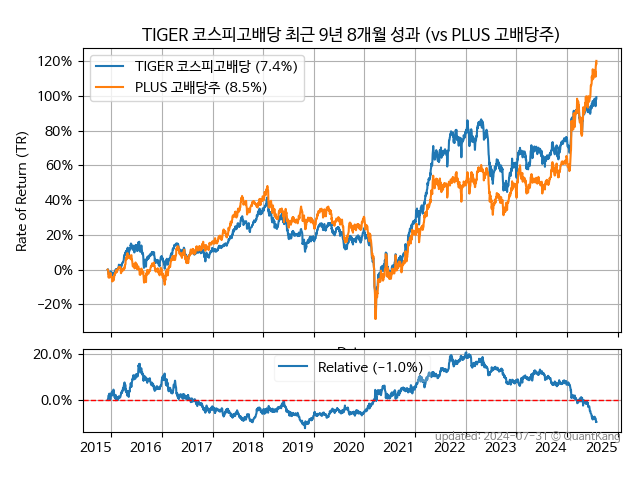 TIGER 코스피고배당 최근 9년 8개월 성과 (vs PLUS 고배당주)
120%
100%
80%
60%
40%
20%
0%
−20%
Rate of Return (TR)
TIGER 코스피고배당 (7.4%)
PLUS 고배당주 (8.5%)
20.0%
0.0%
Relative (−1.0%)
2015 2016 2017 2018 2019 2020 2021 2022 2023 2024 2025
updated: 2024-07-31 © QuantKang